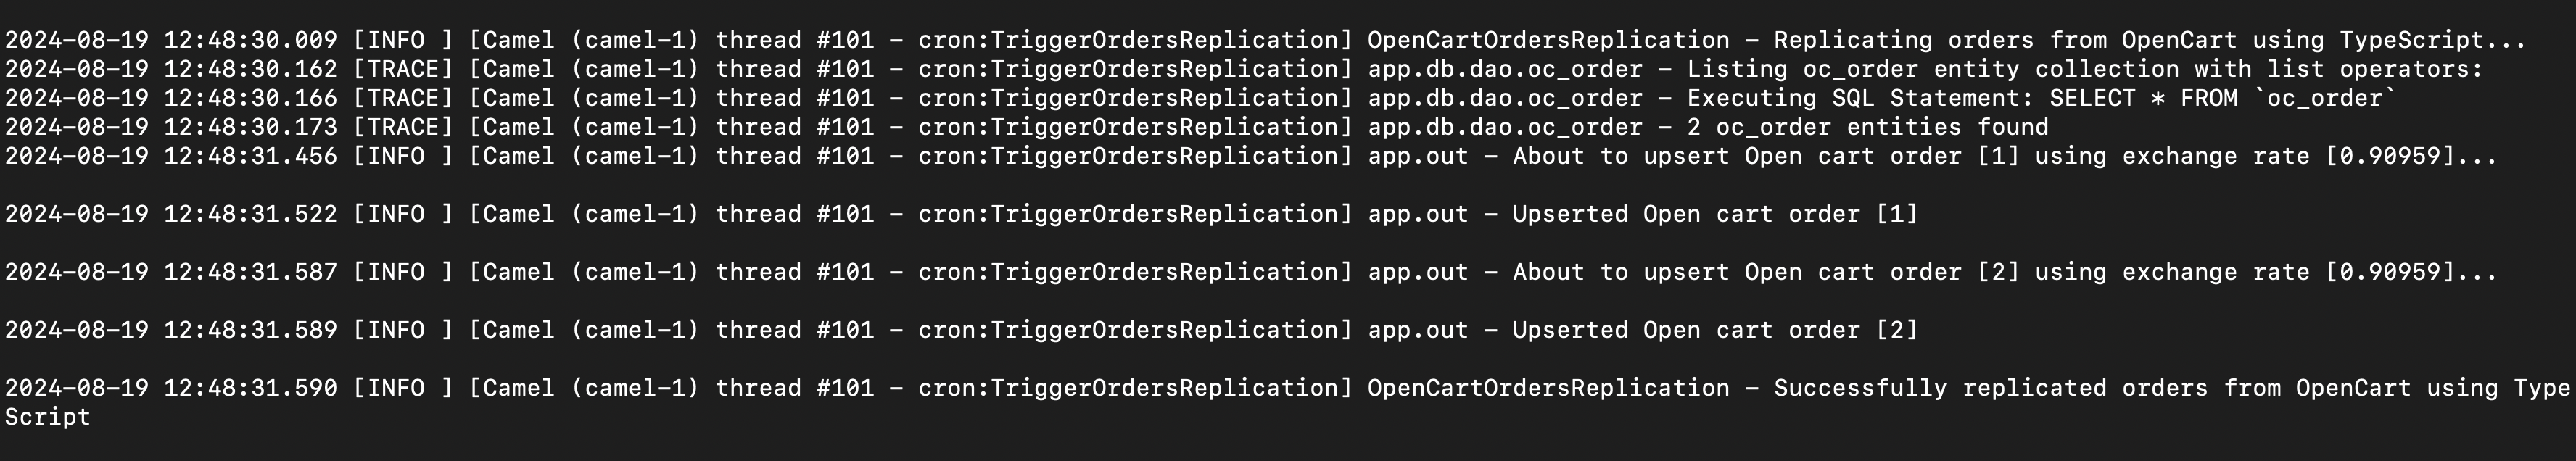 2024-08-19 12:48:30.009 [INFO ] [Camel (camel-1) thread #101 – cron:TriggerOrdersReplication] OpenCartOrdersReplication – Replicating orders from OpenCart using TypeScript...
2024-08-19 12:48:30.162 [TRACE] [Camel (camel-1) thread #101 – cron:TriggerOrdersReplication] app.db.dao.oc_order – Listing oc_order entity collection with list operators:
2024-08-19 12:48:30.166 [TRACE] [Camel (camel-1) thread #101 – cron:TriggerOrdersReplication] app.db.dao.oc_order – Executing SQL Statement: SELECT * FROM `oc_order`
2024-08-19 12:48:30.173 [TRACE] [Camel (camel-1) thread #101 – cron:TriggerOrdersReplication] app.db.dao.oc_order – 2 oc_order entities found
2024-08-19 12:48:31.456 [INFO ] [Camel (camel-1) thread #101 – cron:TriggerOrdersReplication] app.out – About to upsert Open cart order [1] using exchange rate [0.90959]...
2024-08-19 12:48:31.522 [INFO ] [Camel (camel-1) thread #101 – cron:TriggerOrdersReplication] app.out – Upserted Open cart order [1]
2024-08-19 12:48:31.587 [INFO ] [Camel (camel-1) thread #101 – cron:TriggerOrdersReplication] app.out – About to upsert Open cart order [2] using exchange rate [0.90959]...
2024-08-19 12:48:31.589 [INFO ] [Camel (camel-1) thread #101 – cron:TriggerOrdersReplication] app.out – Upserted Open cart order [2]
2024-08-19 12:48:31.590 [INFO ] [Camel (camel-1) thread #101 – cron:TriggerOrdersReplication] OpenCartOrdersReplication – Successfully replicated orders from OpenCart using Type
Script